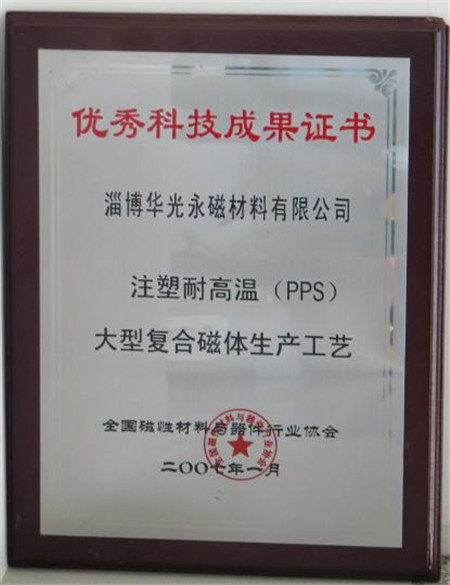 优秀科技成果证书
淄博华光永磁材料有限公司
注塑耐高温（PPS）
大型复合磁体生产工艺
全国磁性材料与器件行业协会
二〇〇七年一月